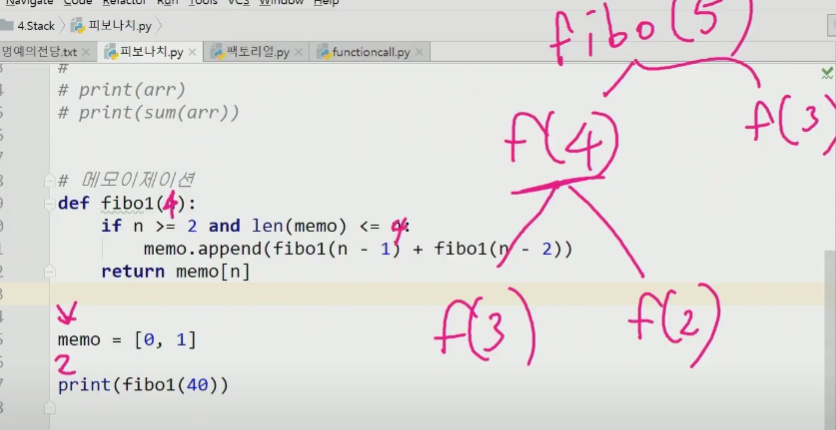 Navigate Code Refactor Run Tools VCS Window Help
4.Stack 피보나치.py
명예의전당.txt 피보나치.py 팩토리얼.py functioncall.py
#
# print(arr)
# print(sum(arr))
# 메모이제이션
def fibo1(4):
if n >= 2 and len(memo) <= 4:
memo.append(fibo1(n - 1) + fibo1(n - 2))
return memo[n]
memo = [0, 1]
2
print(fibo1(40))
fibo(5)
f(4) f(3)
f(3) f(2)